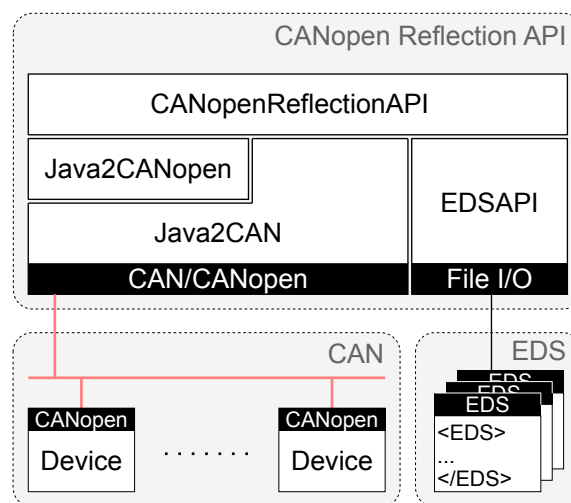 CANopen Reflection API
CANopenReflectionAPI
Java2CANopen
Java2CAN
EDSAPI
CAN/CANopen
File I/O
CAN
EDS
CANopen
Device
. . . . . . .
CANopen
Device
EDS
EDS
EDS
<EDS>
...
</EDS>